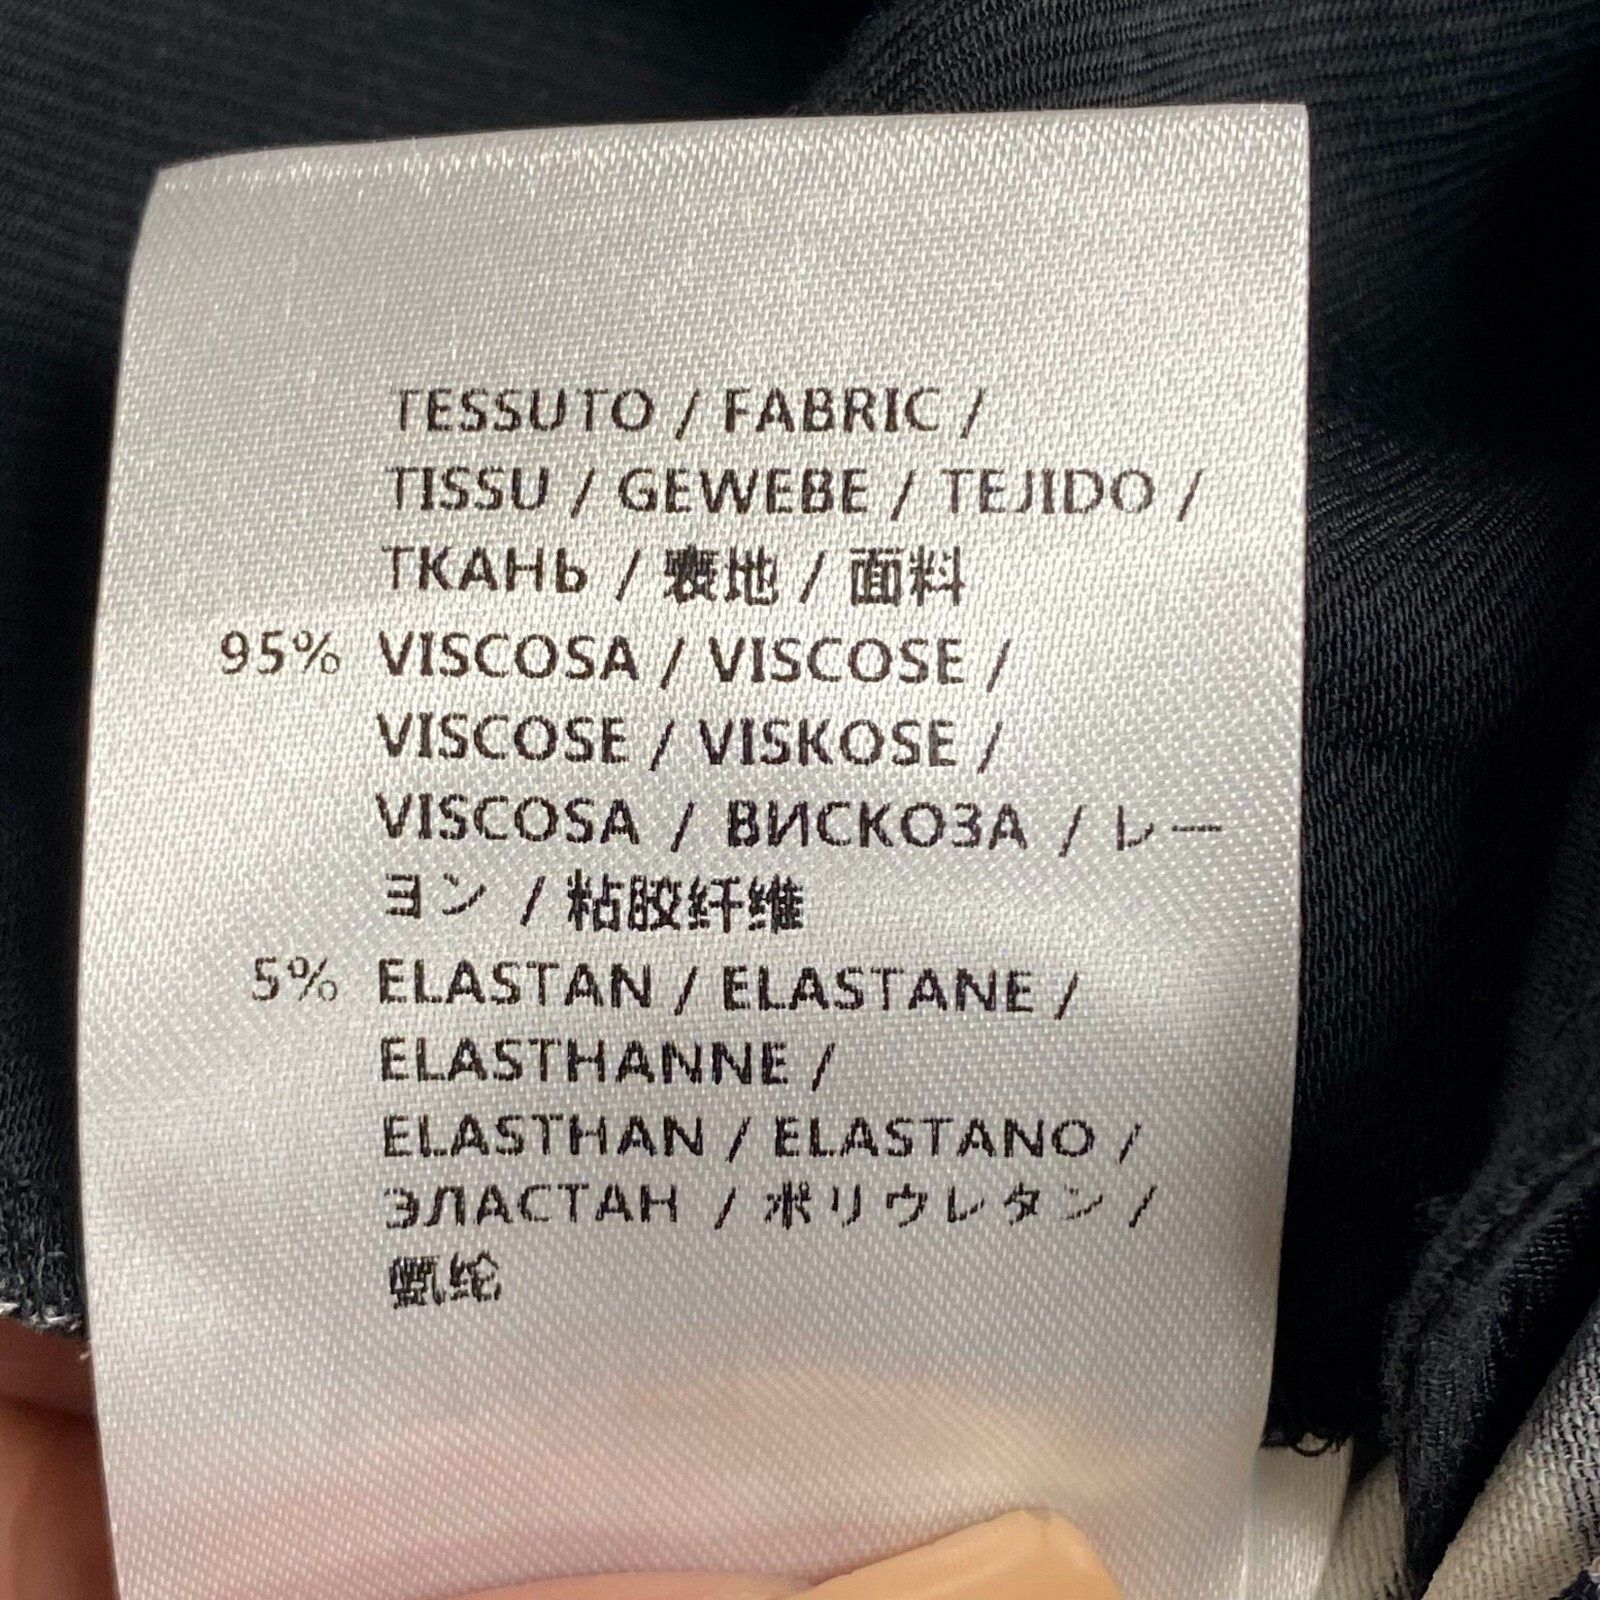 TESSUTO / FABRIC /
TISSU / GEWEBE / TEJIDO /
ТКАНЬ / 表地 / 面料
95% VISCOSA / VISCOSE /
VISCOSE / VISKOSE /
VISCOSA / ВИСКОЗА / レー
ヨン / 粘胶纤维
5% ELASTAN / ELASTANE /
ELASTHANNE /
ELASTHAN / ELASTANO /
ЭЛАСТАН / ポリウレタン /
氨纶